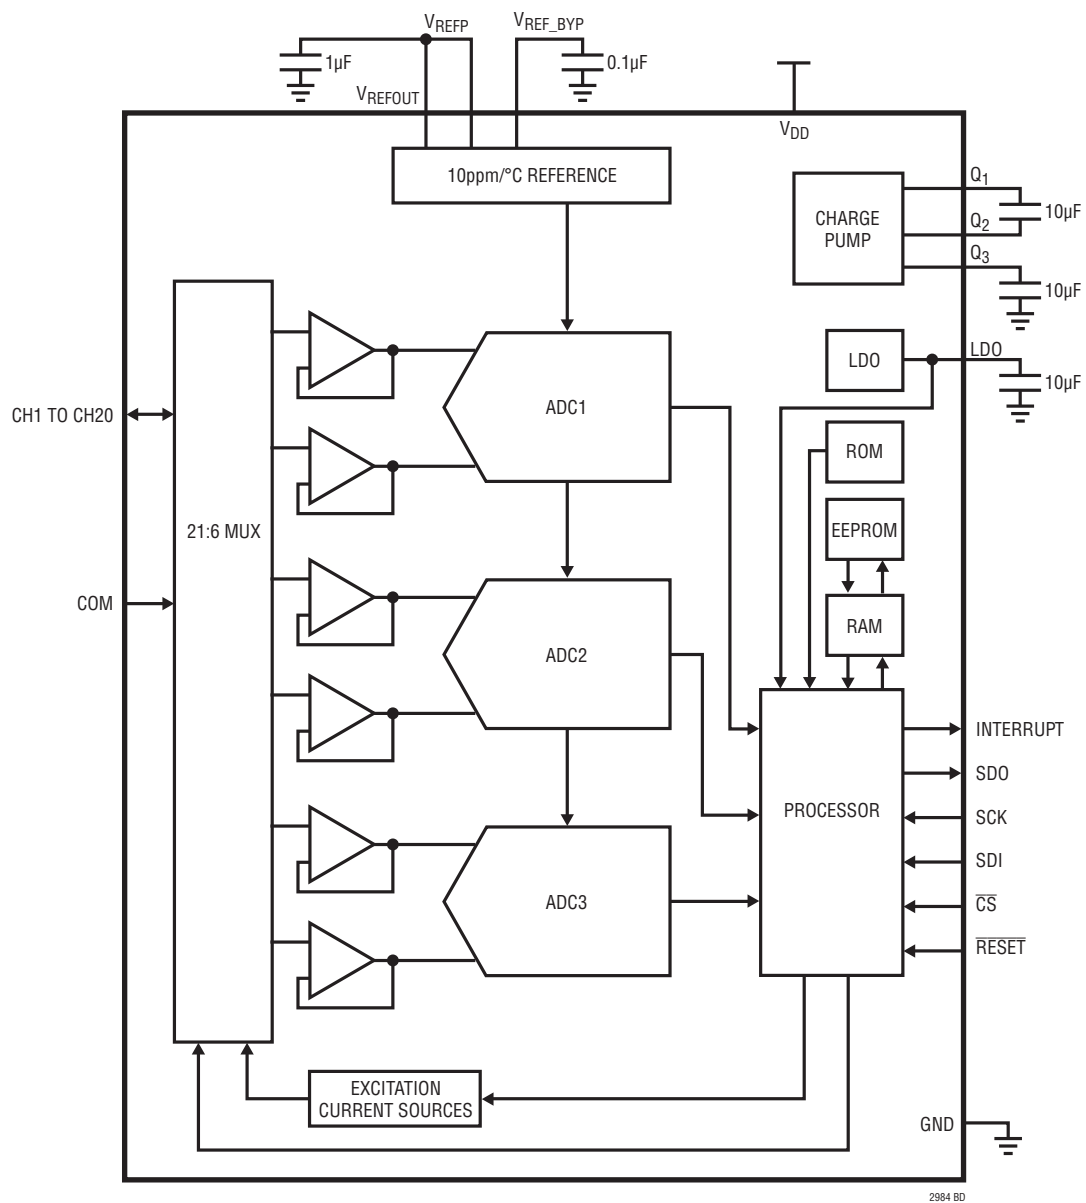 VREFP
VREF_BYP
1µF
0.1µF
VREFOUT
VDD
10ppm/°C REFERENCE
Q1
CHARGE
PUMP
10µF
Q2
Q3
10µF
LDO
LDO
10µF
CH1 TO CH20
ADC1
ROM
21:6 MUX
EEPROM
COM
RAM
ADC2
INTERRUPT
SDO
PROCESSOR
SCK
SDI
ADC3
C̅S̅
R̅E̅S̅E̅T̅
EXCITATION
CURRENT SOURCES
GND
2984 BD